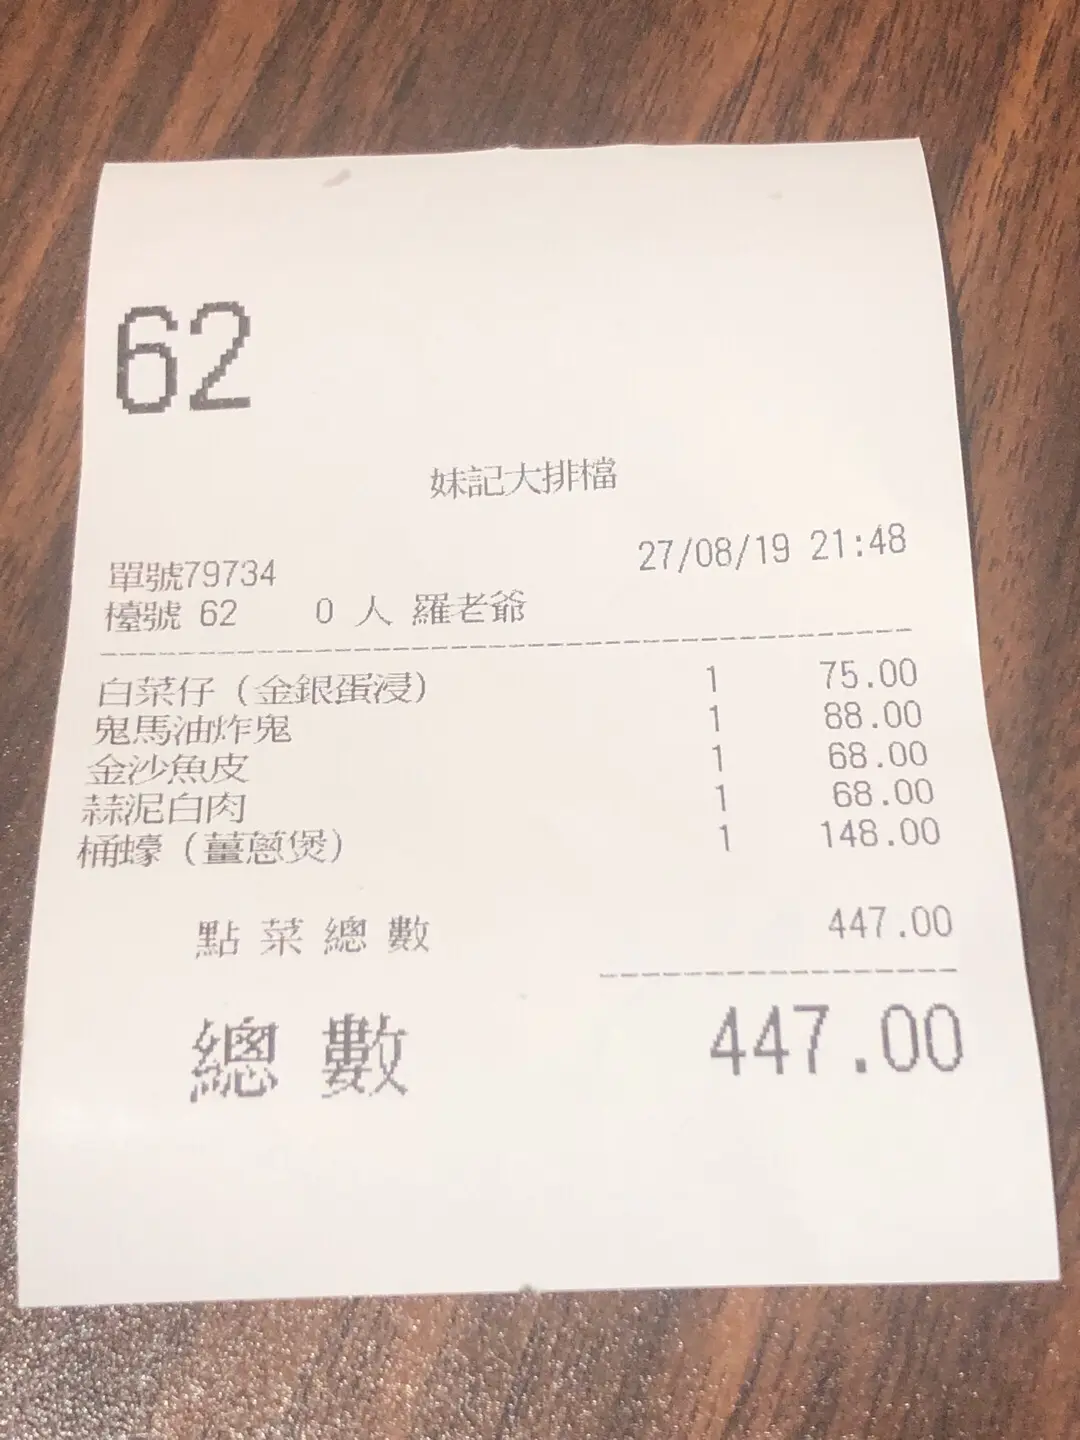 62
妹記大排檔
單號79734 27/08/19 21:48
檯號 62 0 人 羅老爺
白菜仔（金銀蛋浸） 1 75.00
鬼馬油炸鬼 1 88.00
金沙魚皮 1 68.00
蒜泥白肉 1 68.00
桶蠔（薑蔥煲） 1 148.00
點菜總數 447.00
總數 447.00